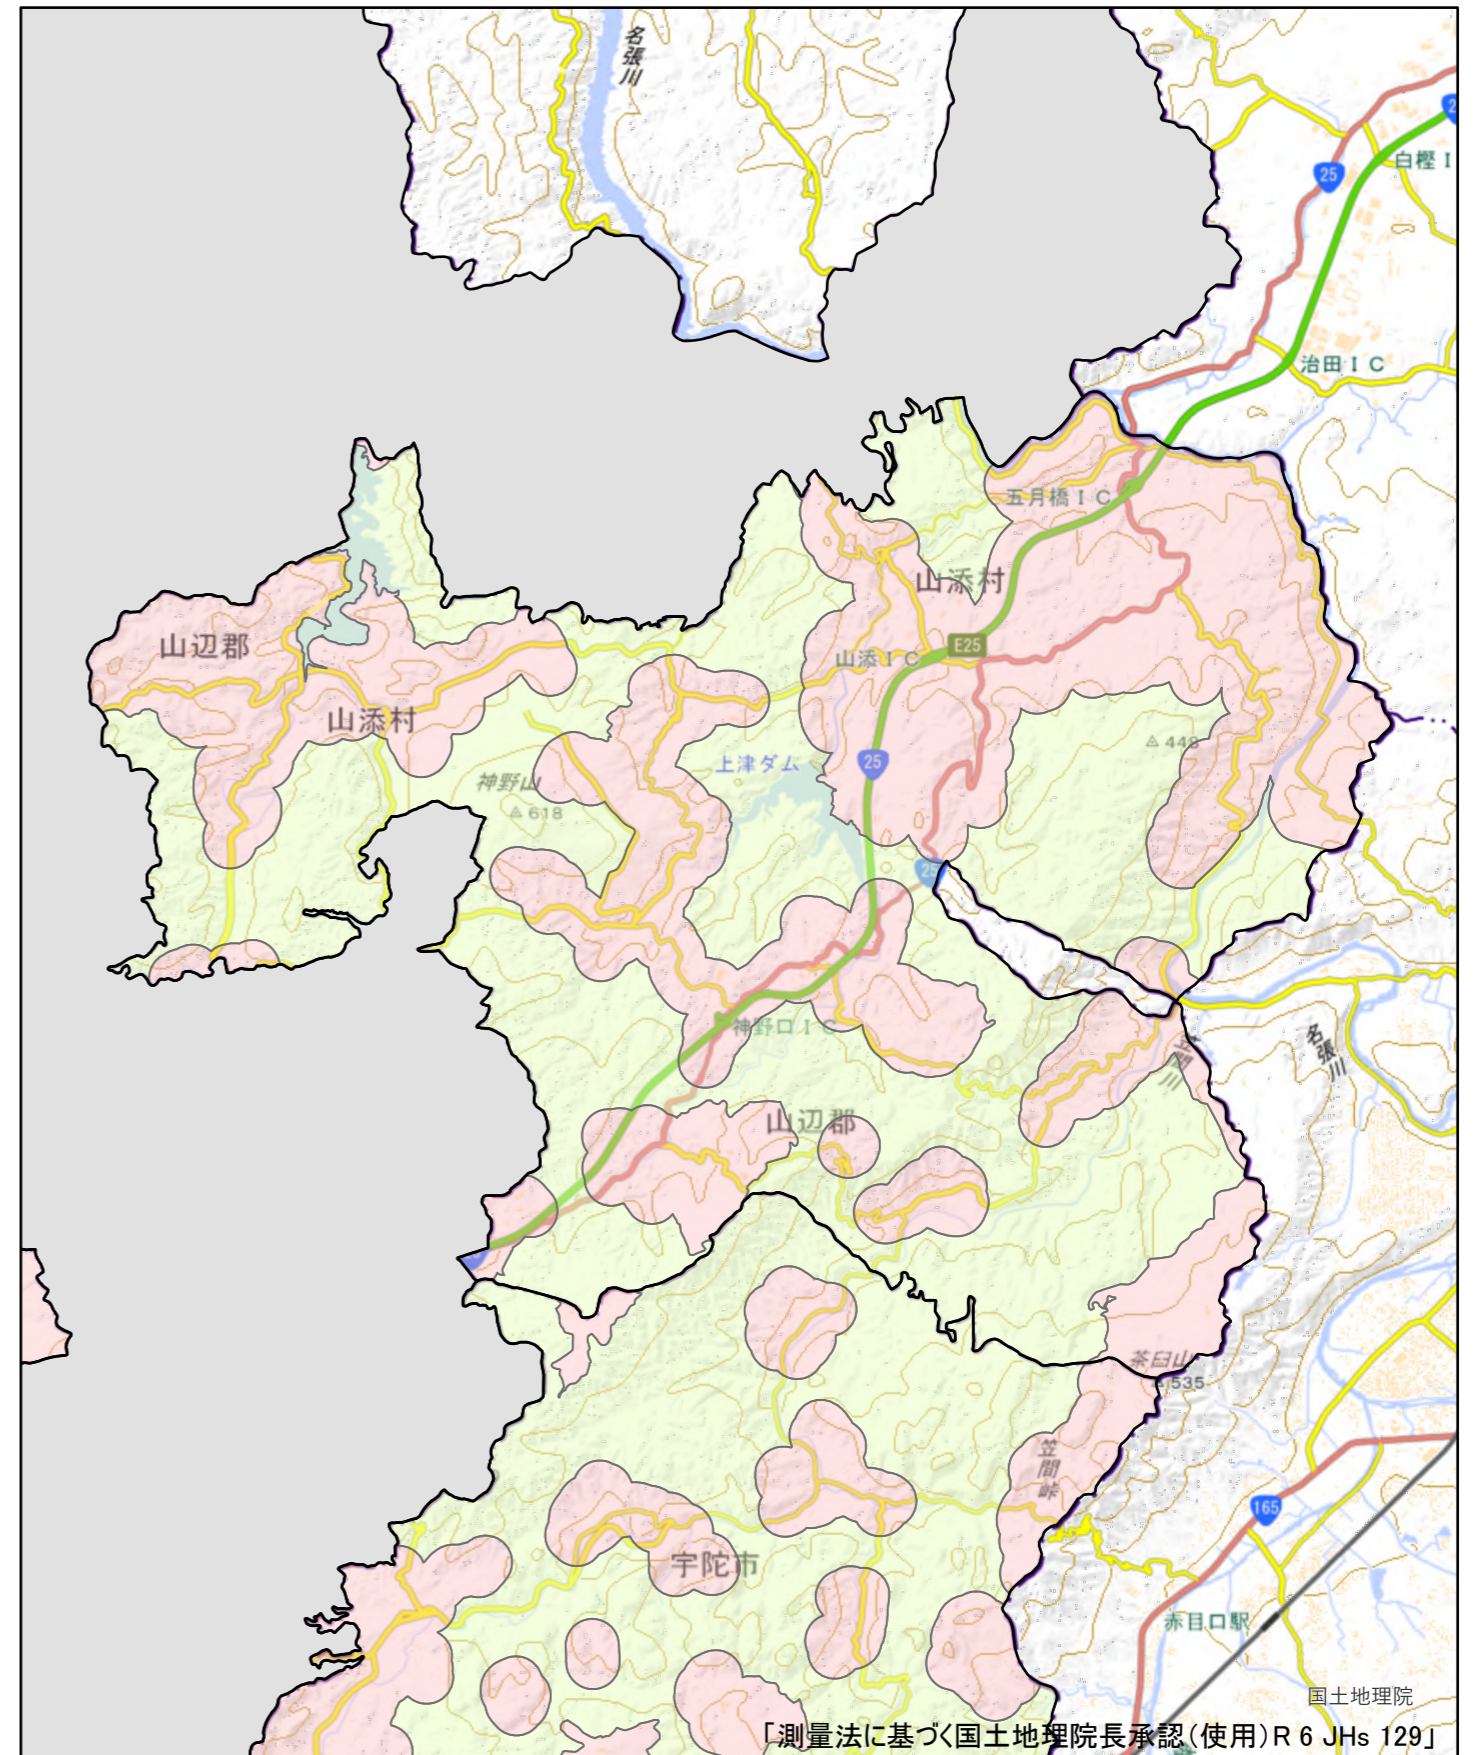 名張川
25
白樫Ｉ
治田ＩＣ
五月橋ＩＣ
山添村
E25
山辺郡
山添ＩＣ
山添村
448
上津ダム
25
神野山
618
25
神野口ＩＣ
名張川
笠間川
山辺郡
茶臼山
535
笠間峠
165
宇陀市
赤目口駅
国土地理院
「測量法に基づく国土地理院長承認（使用）R 6 JHs 129」